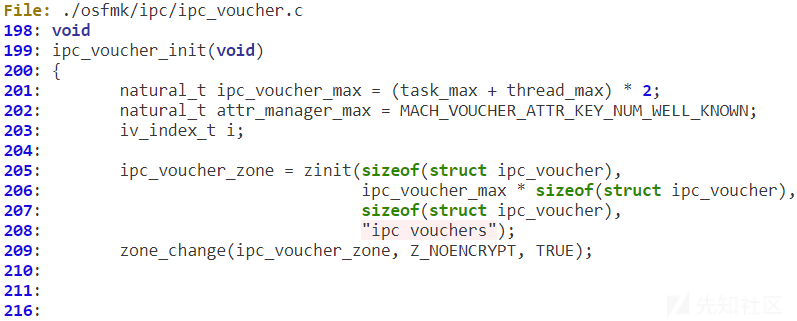 File: ./osfmk/ipc/ipc_voucher.c
198: void
199: ipc_voucher_init(void)
200: {
201:         natural_t ipc_voucher_max = (task_max + thread_max) * 2;
202:         natural_t attr_manager_max = MACH_VOUCHER_ATTR_KEY_NUM_WELL_KNOWN;
203:         iv_index_t i;
204:
205:         ipc_voucher_zone = zinit(sizeof(struct ipc_voucher),
206:                                  ipc_voucher_max * sizeof(struct ipc_voucher),
207:                                  sizeof(struct ipc_voucher),
208:                                  "ipc vouchers");
209:         zone_change(ipc_voucher_zone, Z_NOENCRYPT, TRUE);
210:
211:
216:
先知社区